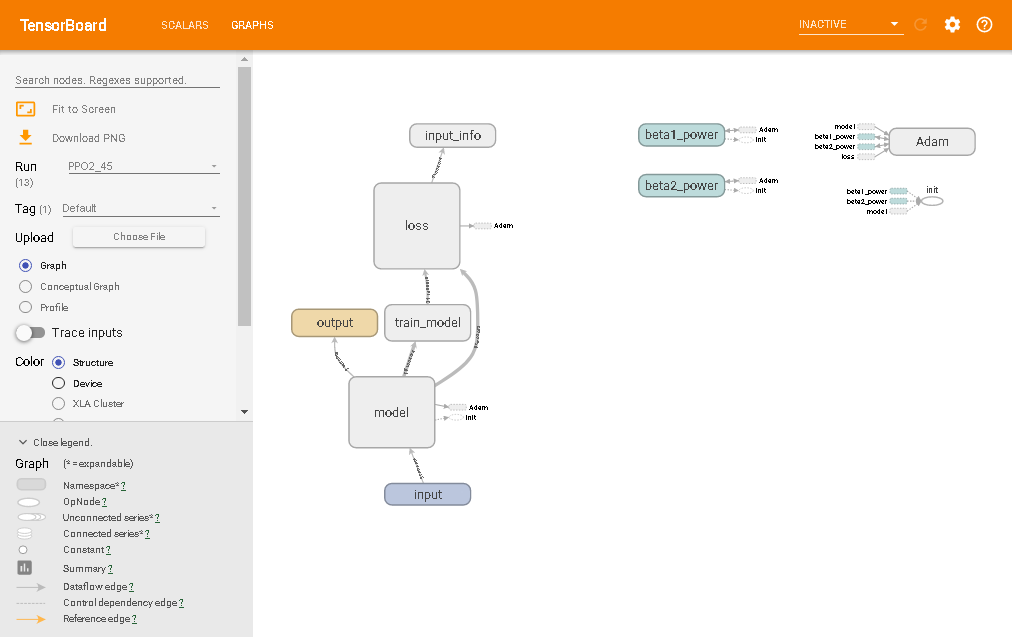 TensorBoard
SCALARS
GRAPHS
INACTIVE
Search nodes. Regexes supported.
Fit to Screen
Download PNG
Run
(13)
PPO2_45
Tag (1)
Default
Upload
Choose File
Graph
Conceptual Graph
Profile
Trace inputs
Color
Structure
Device
XLA Cluster
Close legend.
Graph
(* = expandable)
Namespace* ?
OpNode ?
Unconnected series* ?
Connected series* ?
Constant ?
Summary ?
Dataflow edge ?
Control dependency edge ?
Reference edge ?
input_info
loss
Adam
output
train_model
model
Adam
init
input
beta1_power
Adam
init
beta2_power
Adam
init
model
beta1_power
beta2_power
loss
Adam
init
beta1_power
beta2_power
model